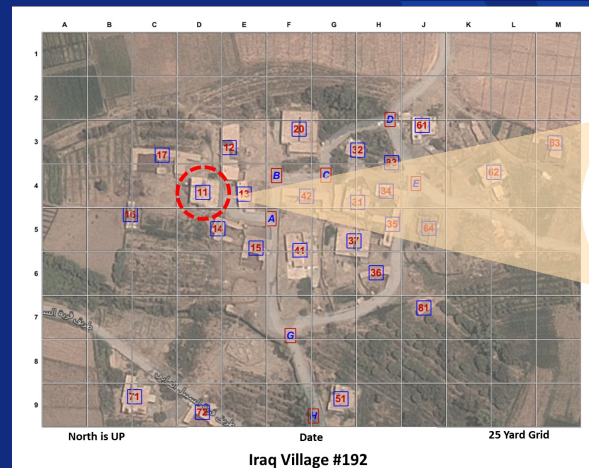 A B C D E F G H J K L M
1
2
20 D 61
3 17 12 32 63
B C 62
4 11 13 42 31 34 E
16 A
5 14 37 35 64
15 41
6 36
7 81
G
8
71 51
9 72 H
North is UP Date 25 Yard Grid
Iraq Village #192